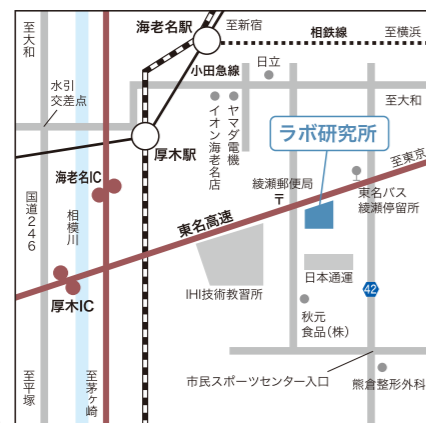 海老名駅
至新宿
相鉄線
至横浜
至大和
小田急線
日立
水引
交差点
イオン海老名店
ヤマダ電機
至大和
ラボ研究所
厚木駅
綾瀬郵便局
〒
至東京
海老名IC
東名バス
綾瀬停留所
国道246
相模川
東名高速
日本通運
IHI技術教習所
42
厚木IC
秋元
食品(株)
至平塚
至茅ヶ崎
市民スポーツセンター入口
熊倉整形外科